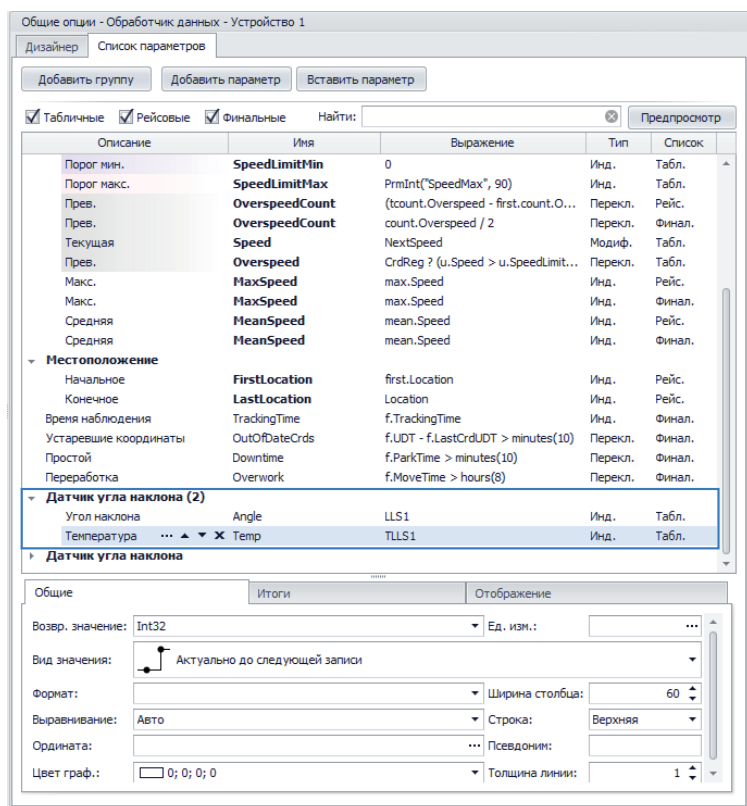 Общие опции - Обработчик данных - Устройство 1
Дизайнер Список параметров
Добавить группу Добавить параметр Вставить параметр
Табличные Рейсовые Финальные Найти: Предпросмотр
Описание Имя Выражение Тип Список
Порог мин. SpeedLimitMin 0 Инд. Табл.
Порог макс. SpeedLimitMax PrmInt("SpeedMax", 90) Инд. Табл.
Прев. OverspeedCount (tcount.Overspeed - first.count.O... Перекл. Рейс.
Прев. OverspeedCount count.Overspeed / 2 Перекл. Финал.
Текущая Speed NextSpeed Модиф. Табл.
Прев. Overspeed CrdReg ? (u.Speed > u.SpeedLimit... Перекл. Табл.
Макс. MaxSpeed max.Speed Инд. Рейс.
Макс. MaxSpeed max.Speed Инд. Финал.
Средняя MeanSpeed mean.Speed Инд. Рейс.
Средняя MeanSpeed mean.Speed Инд. Финал.
Местоположение
Начальное FirstLocation first.Location Инд. Рейс.
Конечное LastLocation Location Инд. Рейс.
Время наблюдения TrackingTime f.TrackingTime Инд. Финал.
Устаревшие координаты OutOfDateCrds f.UDT - f.LastCrdUDT > minutes(10) Перекл. Финал.
Простой Downtime f.ParkTime > minutes(10) Перекл. Финал.
Переработка Overwork f.MoveTime > hours(8) Перекл. Финал.
Датчик угла наклона (2)
Угол наклона Angle LLS1 Инд. Табл.
Температура ... Temp TLLS1 Инд. Табл.
Датчик угла наклона
Общие Итоги Отображение
Возвр. значение: Int32 Ед. изм.: ...
Вид значения: Актуально до следующей записи
Формат: Ширина столбца: 60
Выравнивание: Авто Строка: Верхняя
Ордината: ... Псевдоним:
Цвет граф.: 0; 0; 0; 0 Толщина линии: 1